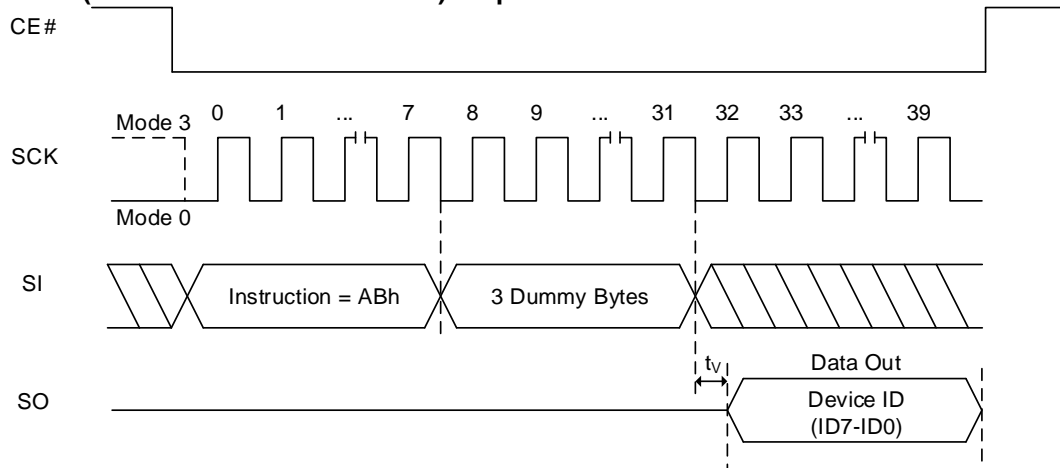 CE#
0 1 ... 7 8 9 ... 31 32 33 ... 39
Mode 3
SCK
Mode 0
SI
Instruction = ABh
3 Dummy Bytes
tV
Data Out
SO
Device ID
(ID7-ID0)